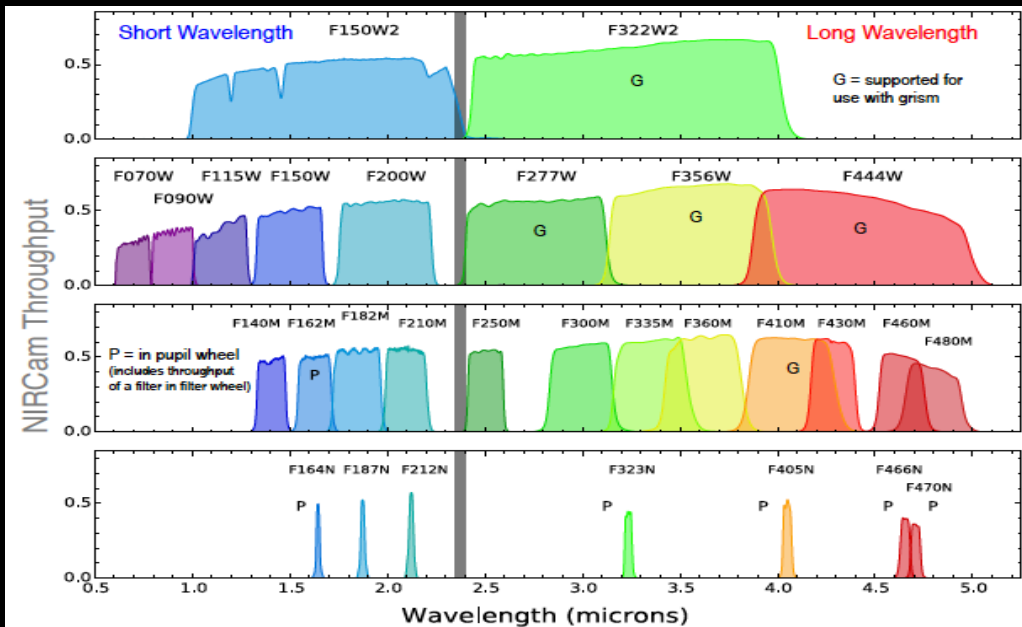 Short Wavelength F150W2 F322W2 Long Wavelength
G = supported for
use with grism
G
0.5
0.0
F070W F115W F150W F200W F277W F356W F444W
F090W
0.5
G G G
0.0
F140M F162M F182M F210M F250M F300M F335M F360M F410M F430M F460M
F480M
P = in pupil wheel
(includes throughput
of a filter in filter wheel)
P G
0.5
0.0
F164N F187N F212N F323N F405N F466N
F470N
P P P P P
0.5
0.0
0.5 1.0 1.5 2.0 2.5 3.0 3.5 4.0 4.5 5.0
Wavelength (microns)
NIRCam Throughput